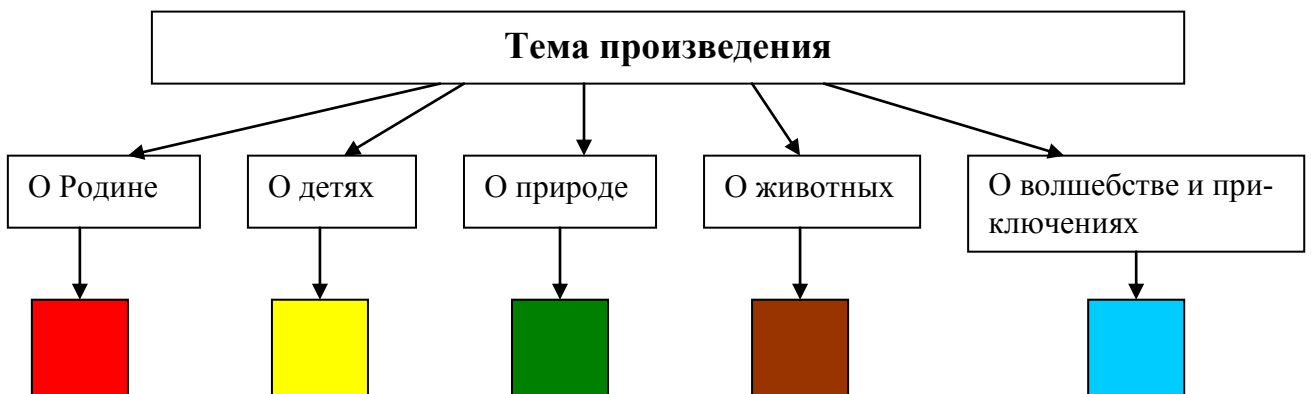 Тема произведения
О Родине
О детях
О природе
О животных
О волшебстве и при-
ключениях